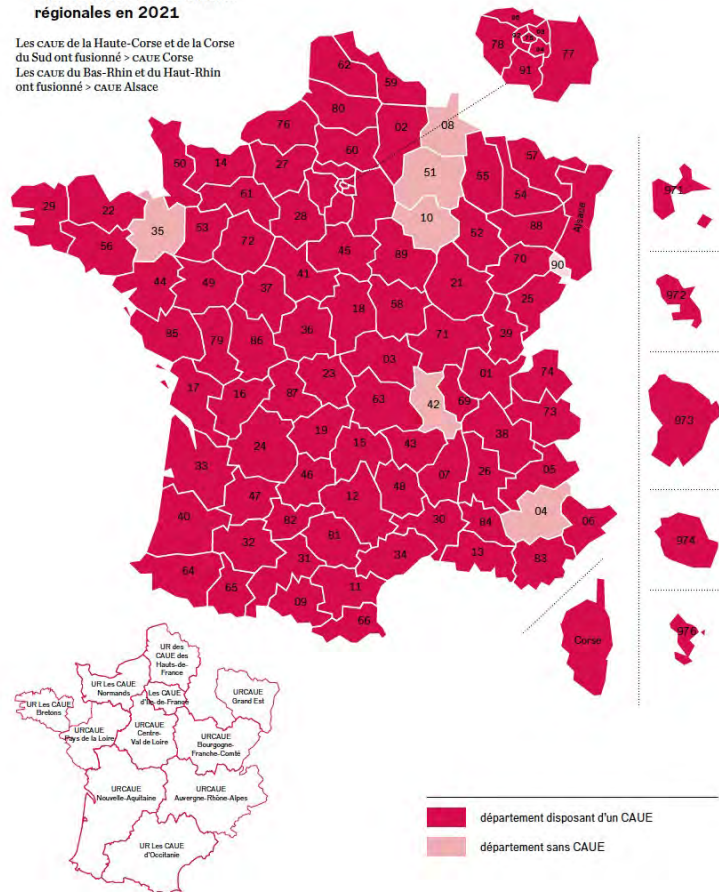 régionales en 2021
Les CAUE de la Haute-Corse et de la Corse
du Sud ont fusionné > CAUE Corse
Les CAUE du Bas-Rhin et du Haut-Rhin
ont fusionné > CAUE Alsace
78
77
91
62
59
80
76
02
08
60
50
14
27
57
51
55
54
61
29
22
35
53
28
10
88
Alsace
56
72
45
89
52
70
90
44
49
37
41
18
58
21
25
85
79
86
36
71
39
03
01
74
17
16
87
23
63
42
69
73
19
38
24
15
43
33
46
07
26
05
47
48
40
12
04
06
82
30
84
32
81
34
13
83
64
65
31
09
11
66
Corse
971
972
973
974
976
UR des
CAUE des
Hauts-de-
France
UR Les CAUE
Normands
Les CAUE
d'Île-de-France
URCAUE
Grand Est
UR Les CAUE
Bretons
URCAUE
Pays de la Loire
URCAUE
Centre-
Val de Loire
URCAUE
Bourgogne-
Franche-Comté
URCAUE
Nouvelle-Aquitaine
URCAUE
Auvergne-Rhône-Alpes
UR Les CAUE
d'Occitanie
département disposant d'un CAUE
département sans CAUE